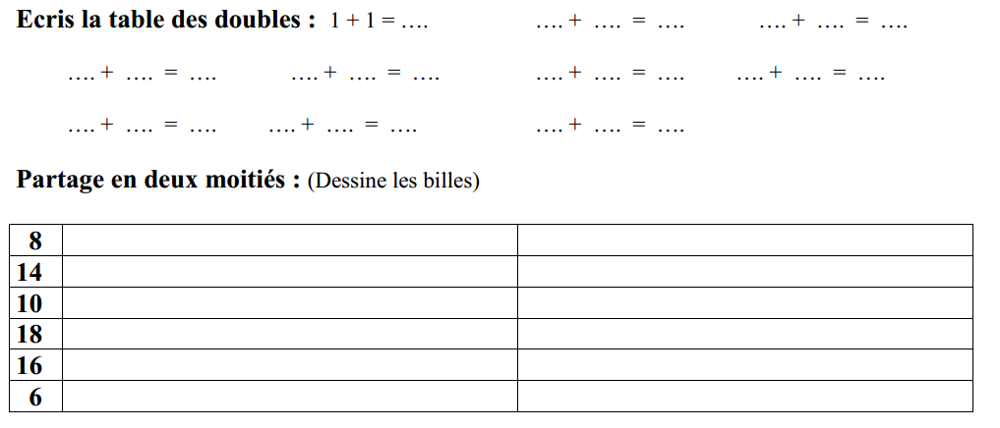 Ecris la table des doubles : 1 + 1 = …. …. + …. = …. …. + …. = ….
…. + …. = …. …. + …. = …. …. + …. = …. …. + …. = ….
…. + …. = …. …. + …. = …. …. + …. = ….
Partage en deux moitiés : (Dessine les billes)
8
14
10
18
16
6